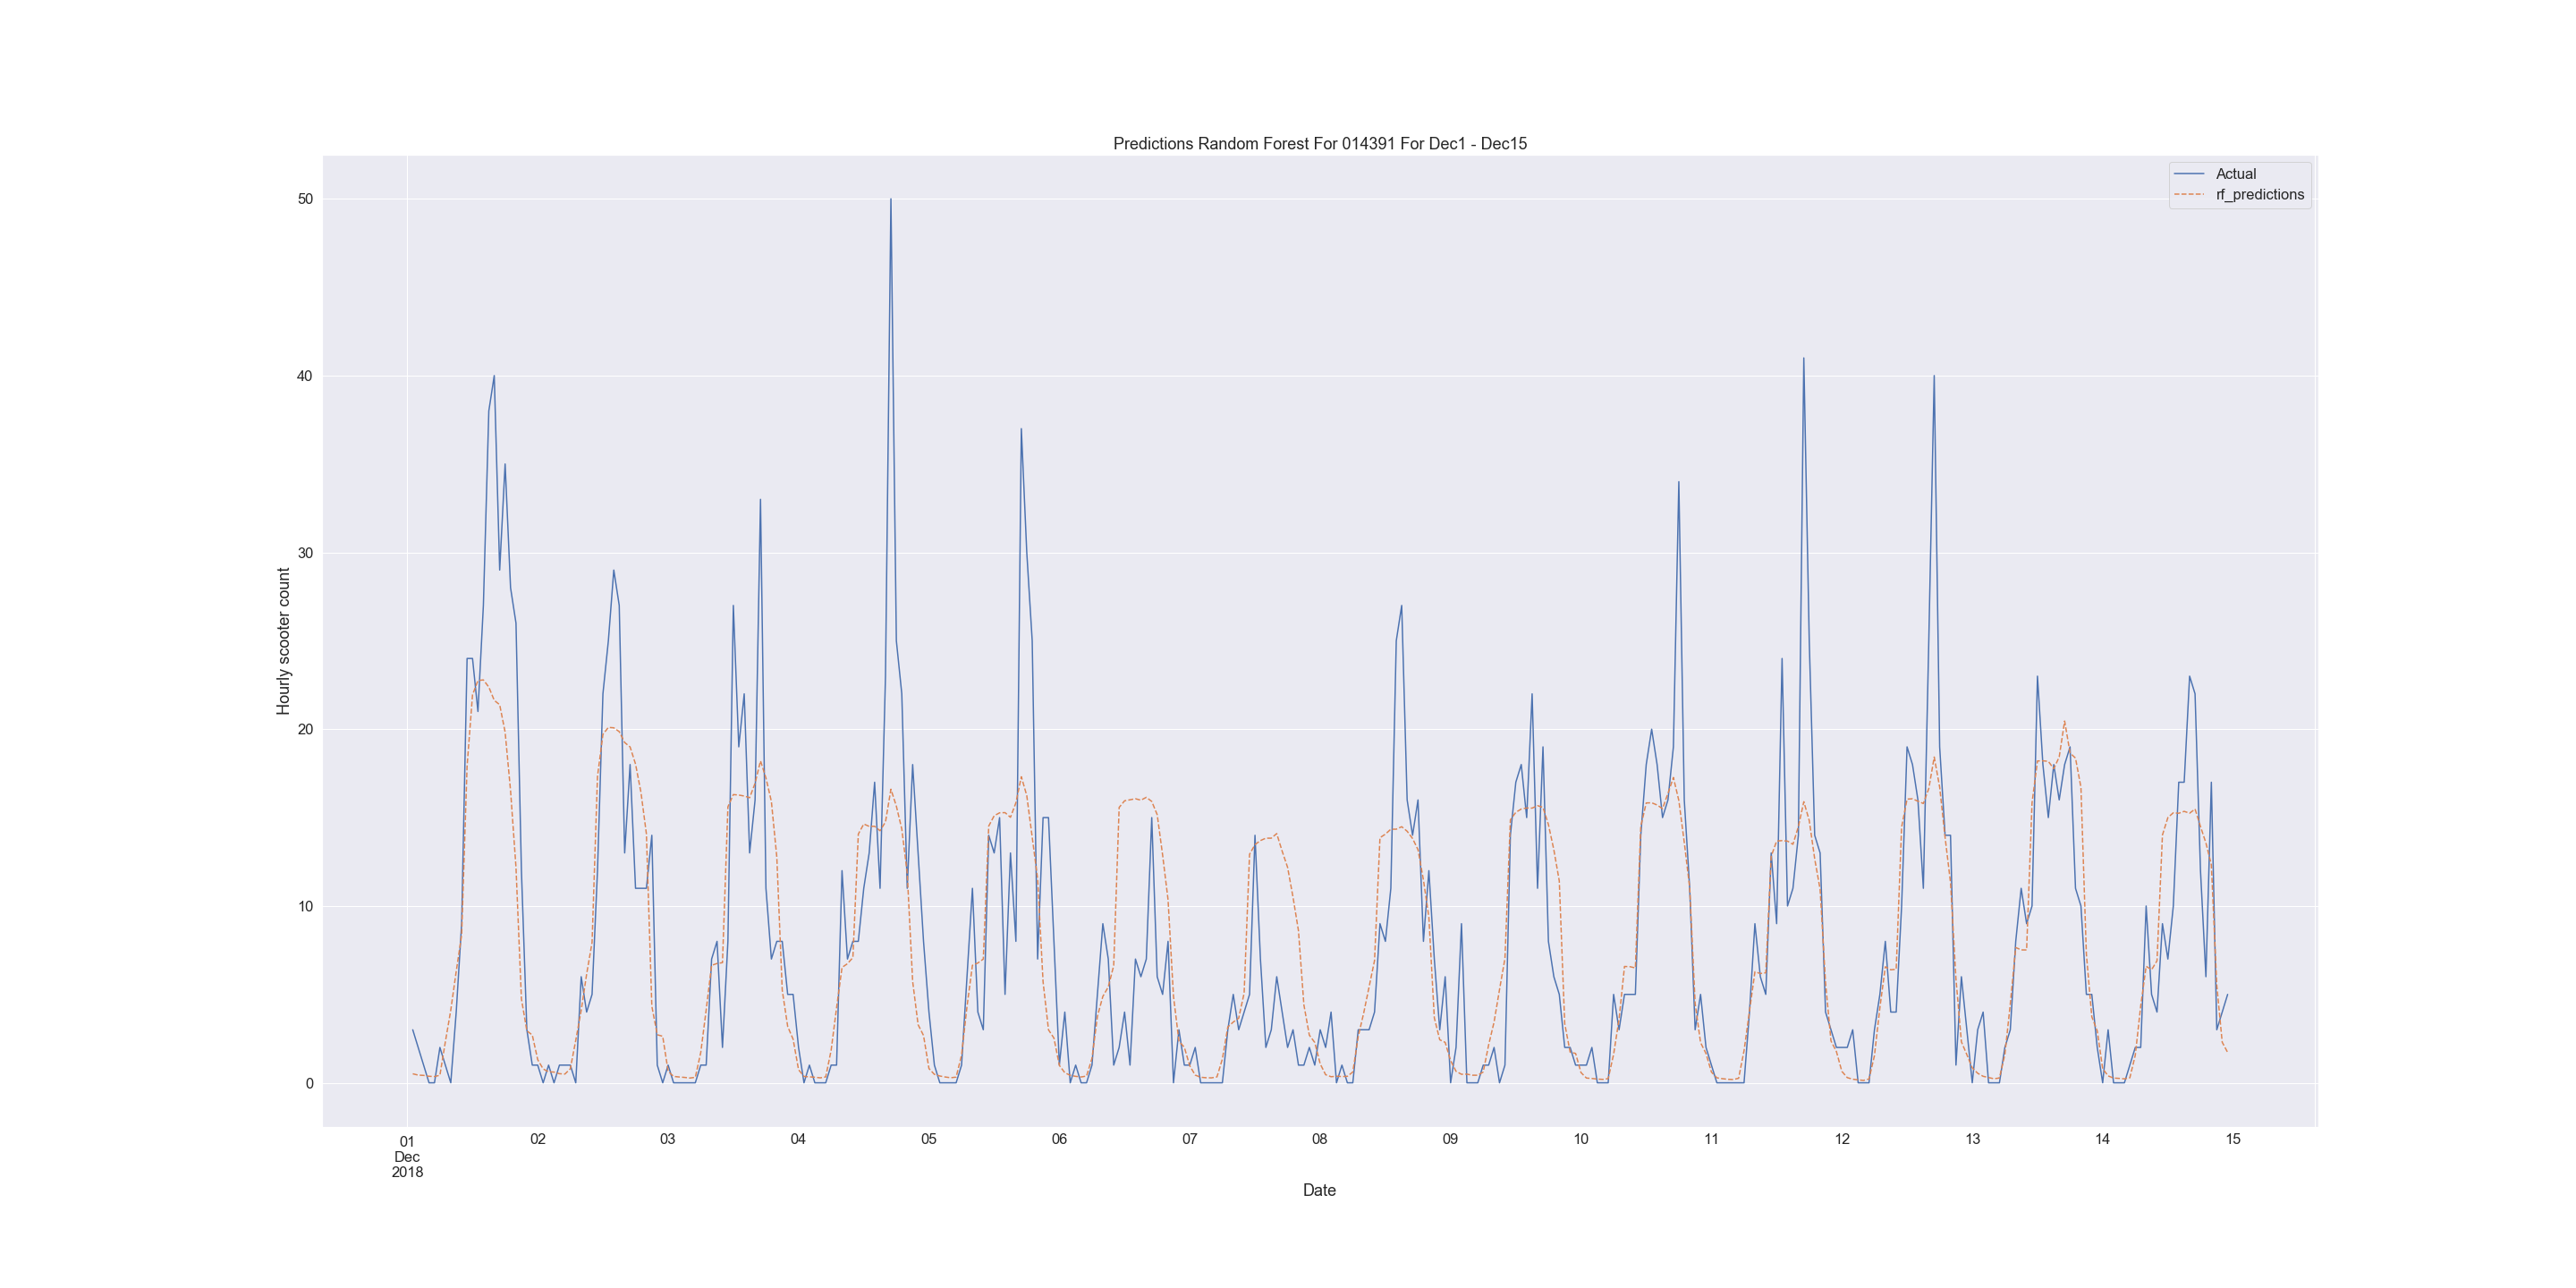 Predictions Random Forest For 014391 For Dec1 - Dec15
Actual
rf_predictions
50
40
30
20
10
0
Hourly scooter count
01 02 03 04 05 06 07 08 09 10 11 12 13 14 15
Dec
2018
Date